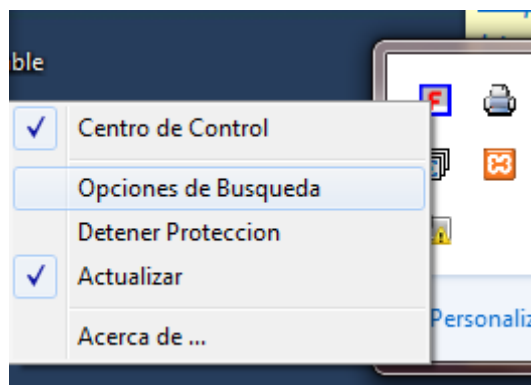 ble
Centro de Control
Opciones de Busqueda
Detener Proteccion
Actualizar
Acerca de ...
Personaliz